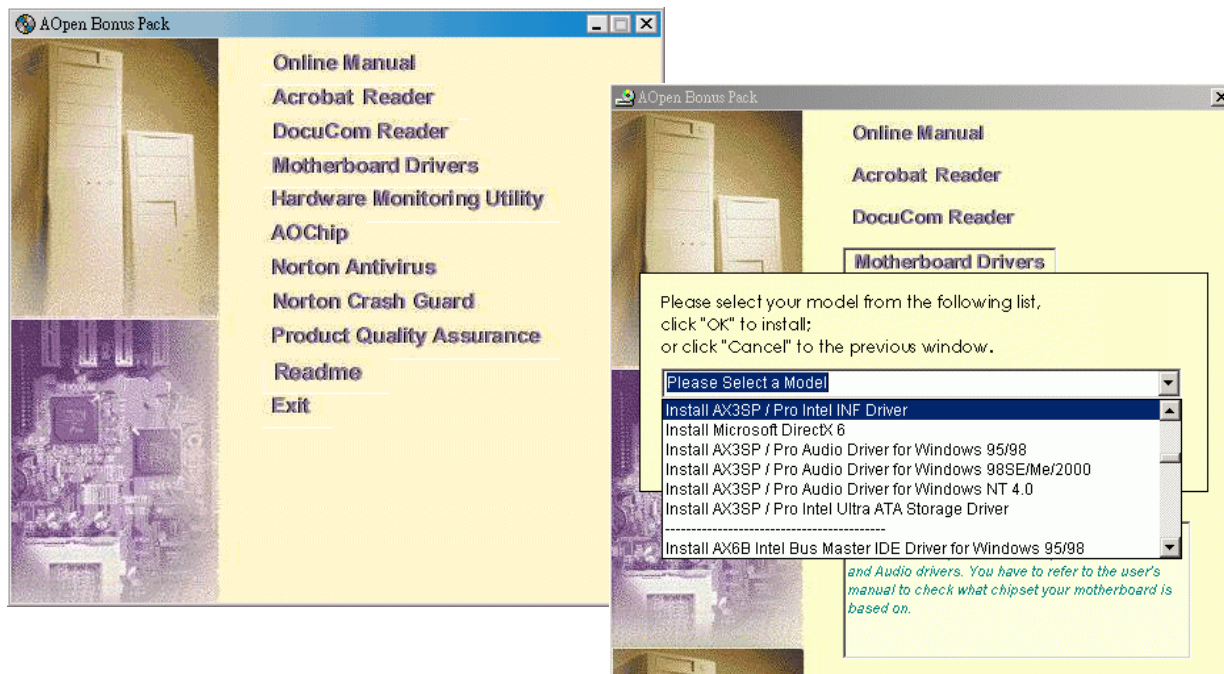 AOpen Bonus Pack
Online Manual
Acrobat Reader
DocuCom Reader
Motherboard Drivers
Hardware Monitoring Utility
AOChip
Norton Antivirus
Norton Crash Guard
Product Quality Assurance
Readme
Exit
AOpen Bonus Pack
Online Manual
Acrobat Reader
DocuCom Reader
Motherboard Drivers
Please select your model from the following list,
click "OK" to install;
or click "Cancel" to the previous window.
Please Select a Model
Install AX3SP / Pro Intel INF Driver
Install Microsoft DirectX 6
Install AX3SP / Pro Audio Driver for Windows 95/98
Install AX3SP / Pro Audio Driver for Windows 98SE/Me/2000
Install AX3SP / Pro Audio Driver for Windows NT 4.0
Install AX3SP / Pro Intel Ultra ATA Storage Driver
----------------------------------------
Install AX6B Intel Bus Master IDE Driver for Windows 95/98
and Audio drivers. You have to refer to the user's
manual to check what chipset your motherboard is
based on.